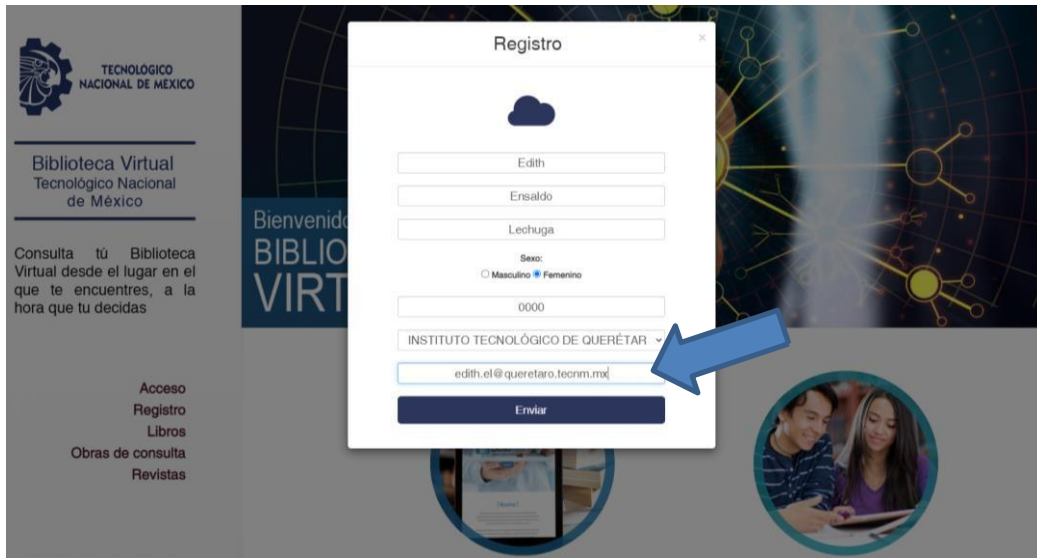 TECNOLÓGICO
NACIONAL DE MÉXICO
Biblioteca Virtual
Tecnológico Nacional
de México
Consulta tú Biblioteca
Virtual desde el lugar en el
que te encuentres, a la
hora que tu decidas
Acceso
Registro
Libros
Obras de consulta
Revistas
Bienvenido
BIBLIO
VIRT
Registro
×
Edith
Ensaldo
Lechuga
Sexo:
Masculino Femenino
0000
INSTITUTO TECNOLÓGICO DE QUERÉTAR
edith.el@queretaro.tecnm.mx
Enviar